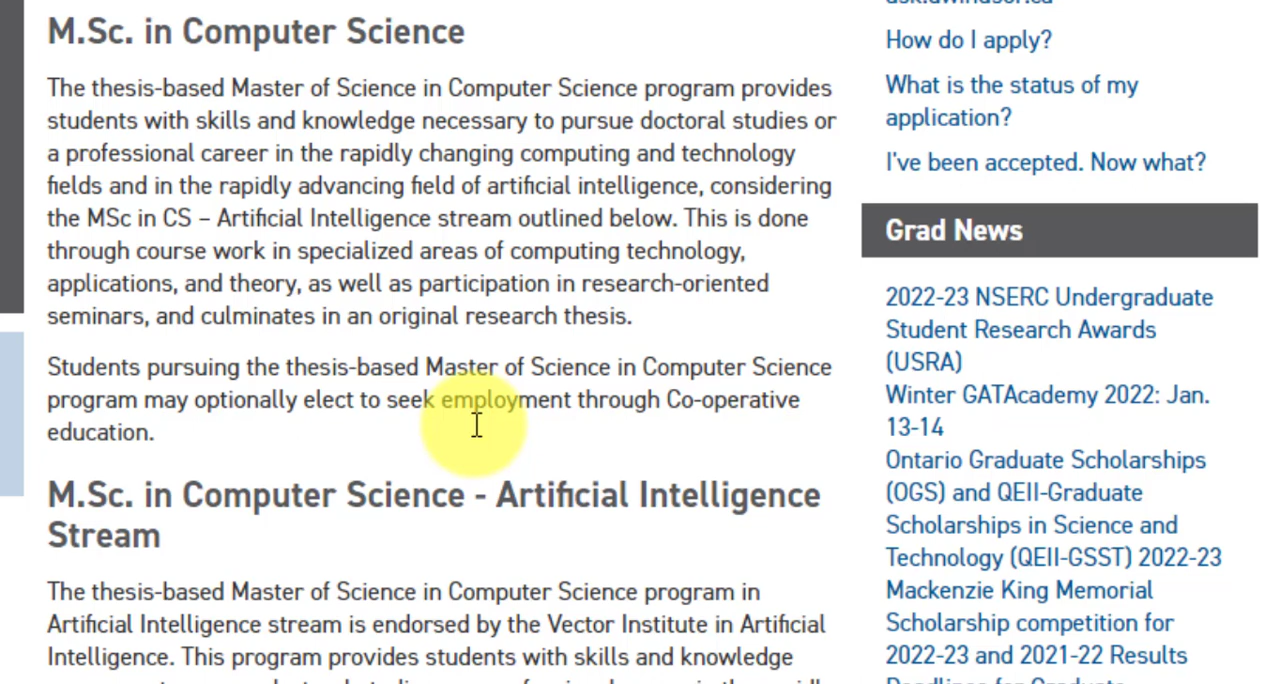 M.Sc. in Computer Science
The thesis-based Master of Science in Computer Science program provides
students with skills and knowledge necessary to pursue doctoral studies or
a professional career in the rapidly changing computing and technology
fields and in the rapidly advancing field of artificial intelligence, considering
the MSc in CS – Artificial Intelligence stream outlined below. This is done
through course work in specialized areas of computing technology,
applications, and theory, as well as participation in research-oriented
seminars, and culminates in an original research thesis.
Students pursuing the thesis-based Master of Science in Computer Science
program may optionally elect to seek employment through Co-operative
education.
M.Sc. in Computer Science - Artificial Intelligence
Stream
The thesis-based Master of Science in Computer Science program in
Artificial Intelligence stream is endorsed by the Vector Institute in Artificial
Intelligence. This program provides students with skills and knowledge
How do I apply?
What is the status of my
application?
I've been accepted. Now what?
Grad News
2022-23 NSERC Undergraduate
Student Research Awards
(USRA)
Winter GATAcademy 2022: Jan.
13-14
Ontario Graduate Scholarships
(OGS) and QEII-Graduate
Scholarships in Science and
Technology (QEII-GSST) 2022-23
Mackenzie King Memorial
Scholarship competition for
2022-23 and 2021-22 Results